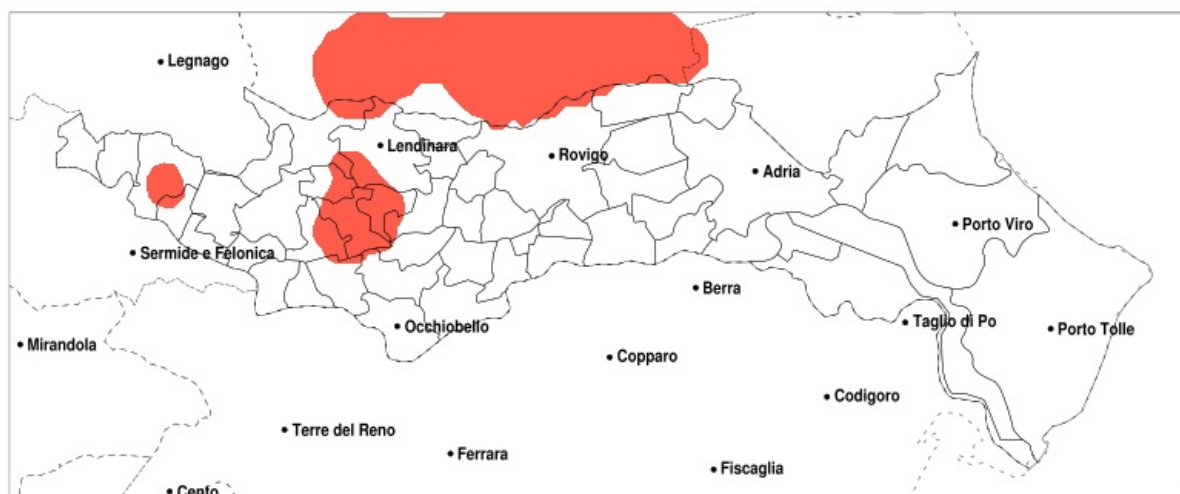 Legnago
Lendinara
Rovigo
Adria
Porto Viro
Sermide e Felonica
Berra
Occhiobello
Taglio di Po
Porto Tolle
Mirandola
Copparo
Codigoro
Terre del Reno
Ferrara
Fiscaglia
Cento